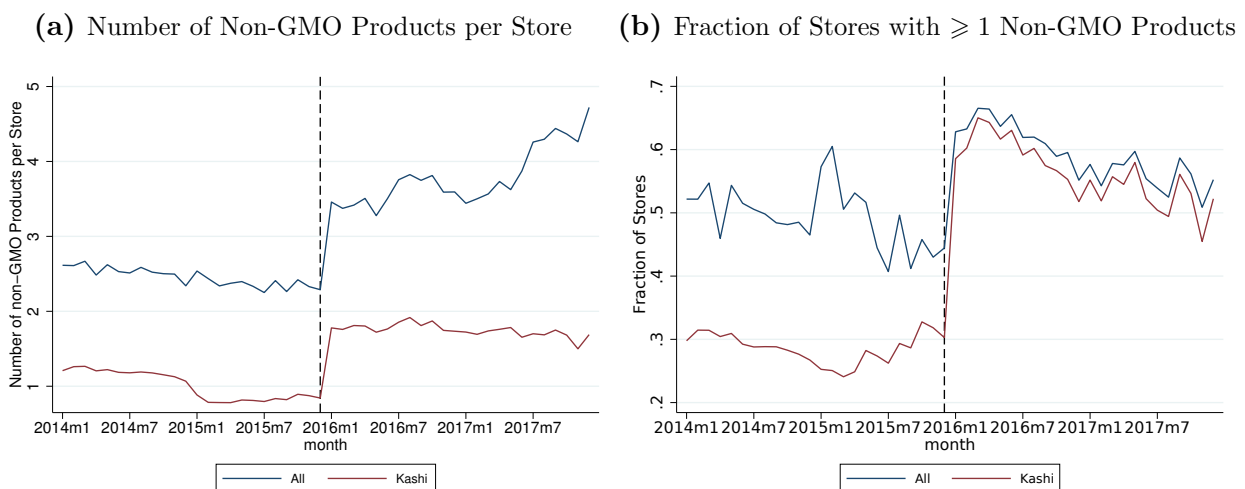 (a) Number of Non-GMO Products per Store
Number of non−GMO Products per Store
5
4
3
2
1
2014m1 2014m7 2015m1 2015m7 2016m1 2016m7 2017m1 2017m7
month
All Kashi
(b) Fraction of Stores with ⩾ 1 Non-GMO Products
Fraction of Stores
.7
.6
.5
.4
.3
.2
2014m1 2014m7 2015m1 2015m7 2016m1 2016m7 2017m1 2017m7
month
All Kashi